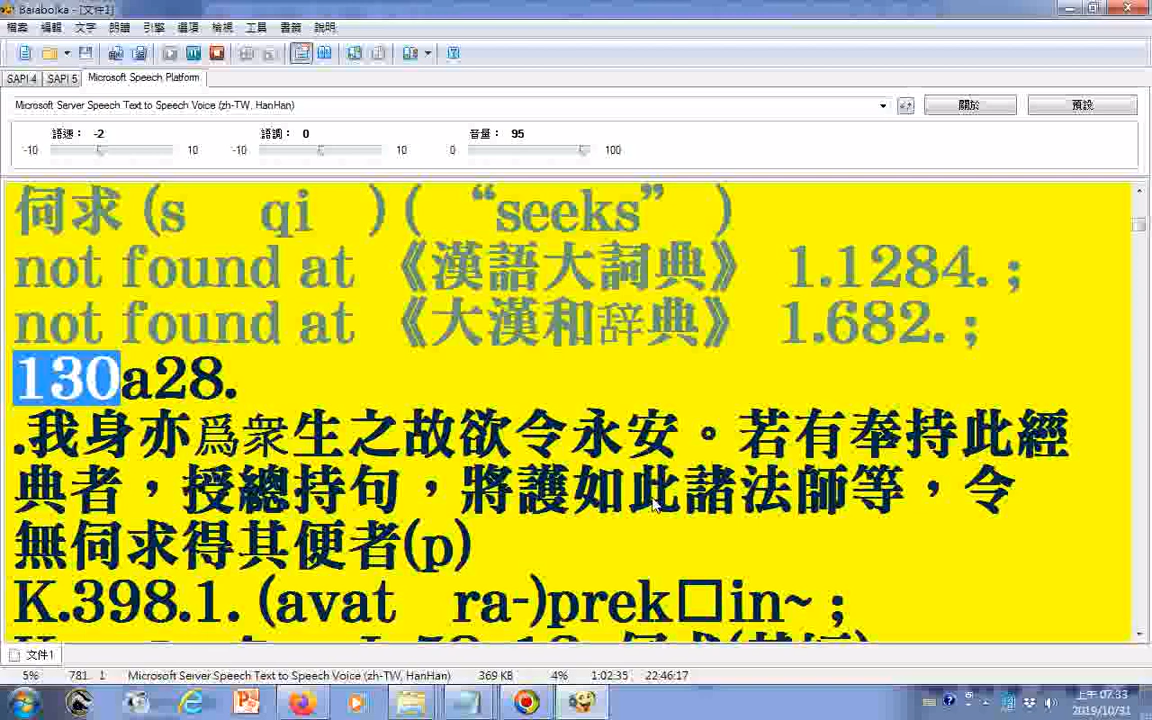 Balabolka - [文件1]
檔案 編輯 文字 朗讀 引擎 選項 檢視 工具 書籤 說明
SAPI 4 SAPI 5 Microsoft Speech Platform
Microsoft Server Speech Text to Speech Voice (zh-TW, HanHan) 關於 預設
語速： -2 語調： 0 音量： 95
-10 10 -10 10 0 100
伺求 (s qi ) ( “seeks” )
not found at 《漢語大詞典》 1.1284. ;
not found at 《大漢和辞典》 1.682. ;
130a28.
.我身亦爲衆生之故欲令永安。若有奉持此經
典者，授總持句，將護如此諸法師等，令
無伺求得其便者(p)
K.398.1. (avat ra-)prek□in~ ;
文件1
5% 781 1 Microsoft Server Speech Text to Speech Voice (zh-TW, HanHan) 369 KB 4% 1:02:35 22:46:17
上午 07:33
2019/10/31